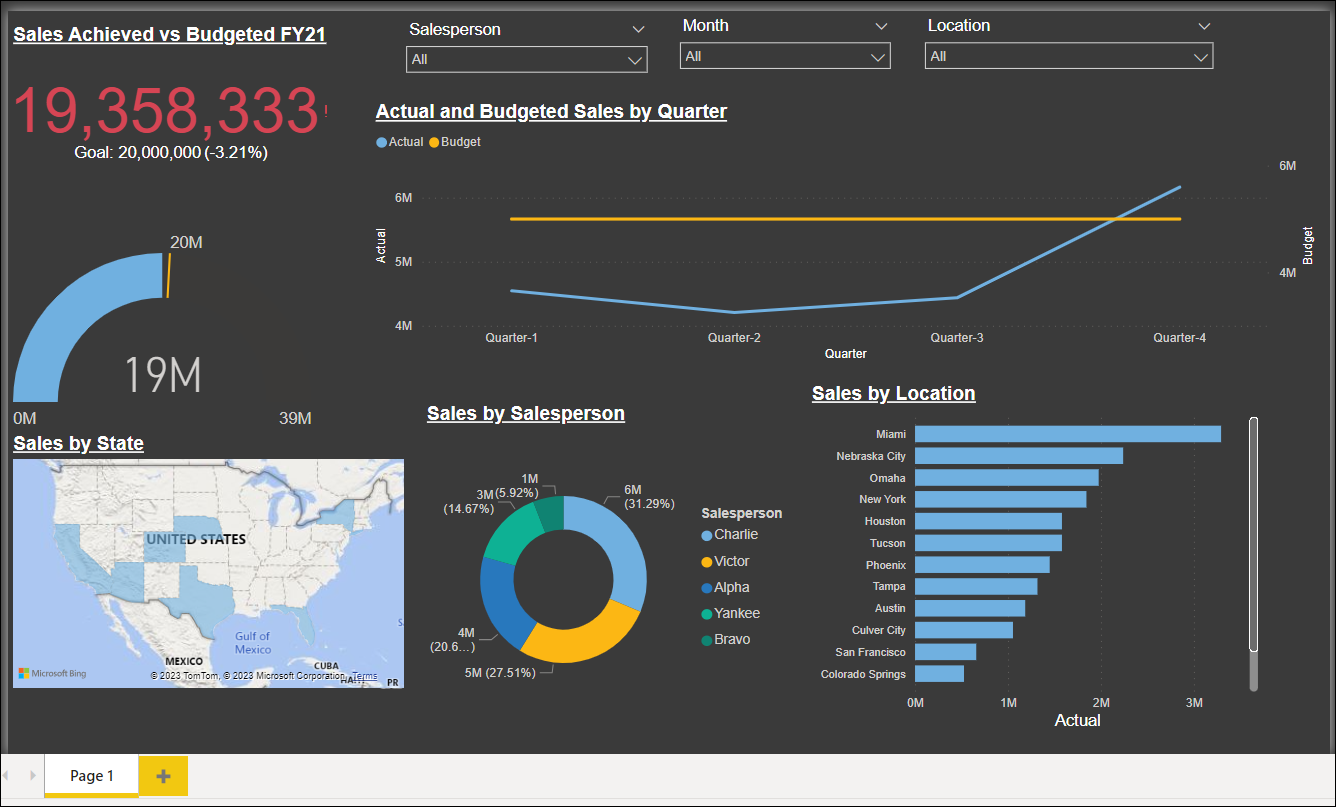 Sales Achieved vs Budgeted FY21
Salesperson
Month
Location
All
All
All
19,358,333!
Goal: 20,000,000 (-3.21%)
Actual and Budgeted Sales by Quarter
Actual Budget
6M
6M
5M
4M
4M
Actual
Budget
Quarter-1 Quarter-2 Quarter-3 Quarter-4
Quarter
20M
19M
0M 39M
Sales by State
UNITED STATES
Gulf of
Mexico
MEXICO
CUBA
PR
Microsoft Bing
© 2023 TomTom, © 2023 Microsoft Corporation, Terms
Sales by Salesperson
1M
(5.92%)
3M
(14.67%)
6M
(31.29%)
4M
(20.6...)
5M (27.51%)
Salesperson
Charlie
Victor
Alpha
Yankee
Bravo
Sales by Location
Miami
Nebraska City
Omaha
New York
Houston
Tucson
Phoenix
Tampa
Austin
Culver City
San Francisco
Colorado Springs
0M 1M 2M 3M
Actual
Page 1